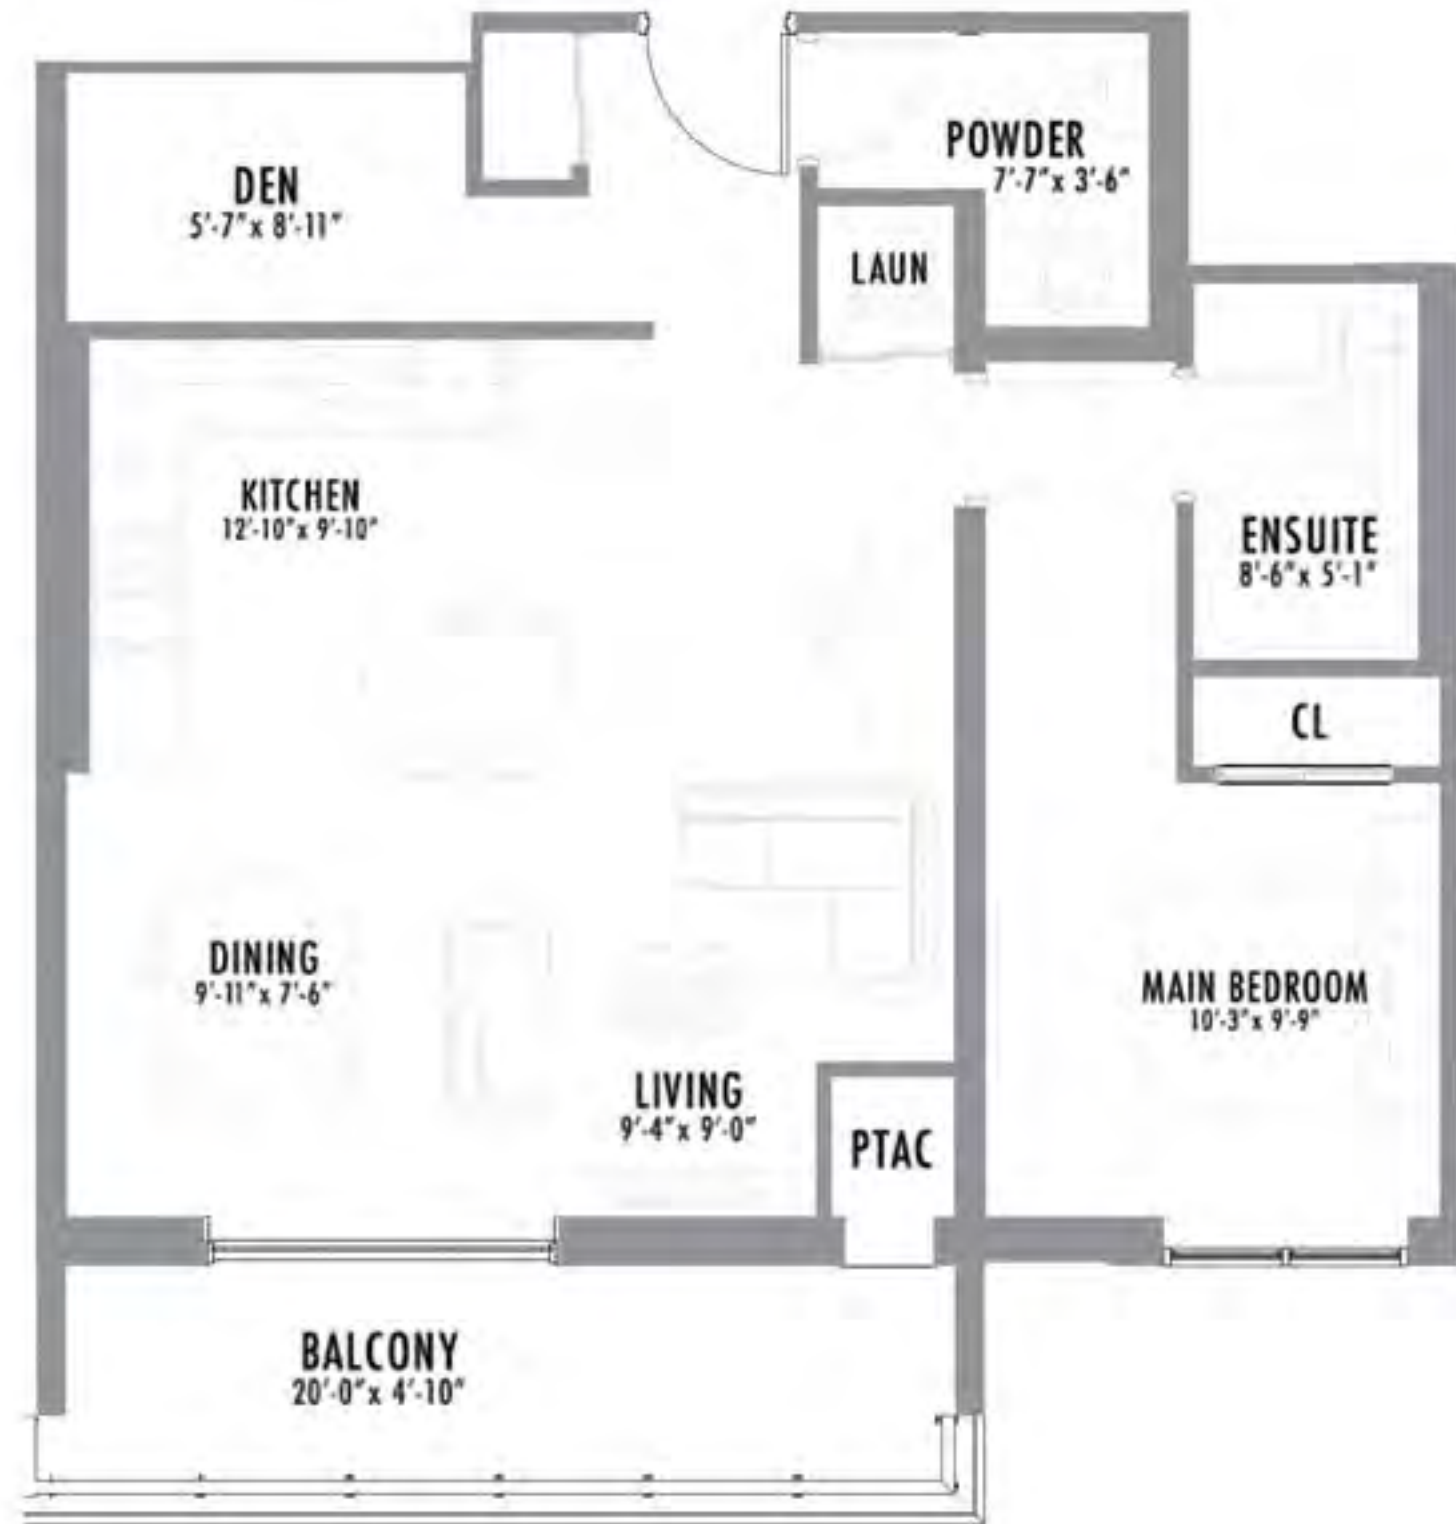 POWDER
7'-7" x 3'-6"
DEN
5'-7" x 8'-11"
LAUN
KITCHEN
12'-10" x 9'-10"
ENSUITE
8'-6" x 5'-1"
CL
DINING
9'-11" x 7'-6"
MAIN BEDROOM
10'-3" x 9'-9"
LIVING
9'-4" x 9'-0"
PTAC
BALCONY
20'-0" x 4'-10"